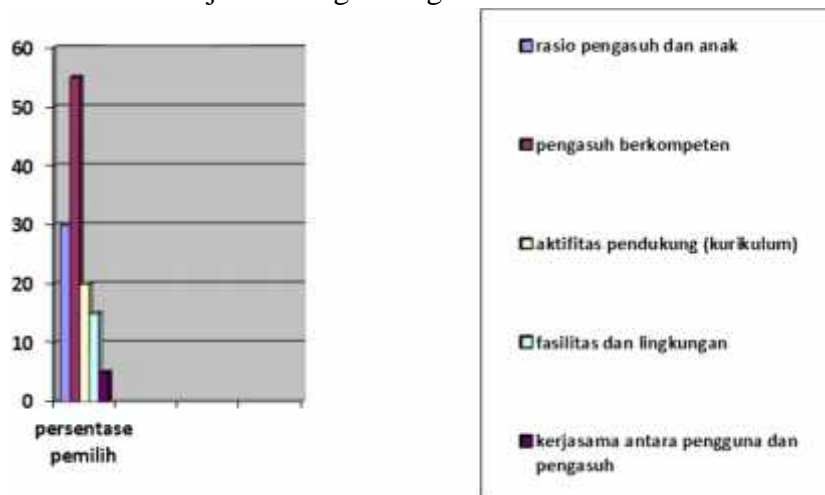 60
50
40
30
20
10
0
persentase
pemilih
rasio pengasuh dan anak
pengasuh berkompeten
aktifitas pendukung (kurikulum)
fasilitas dan lingkungan
kerjasama antara pengguna dan
pengasuh